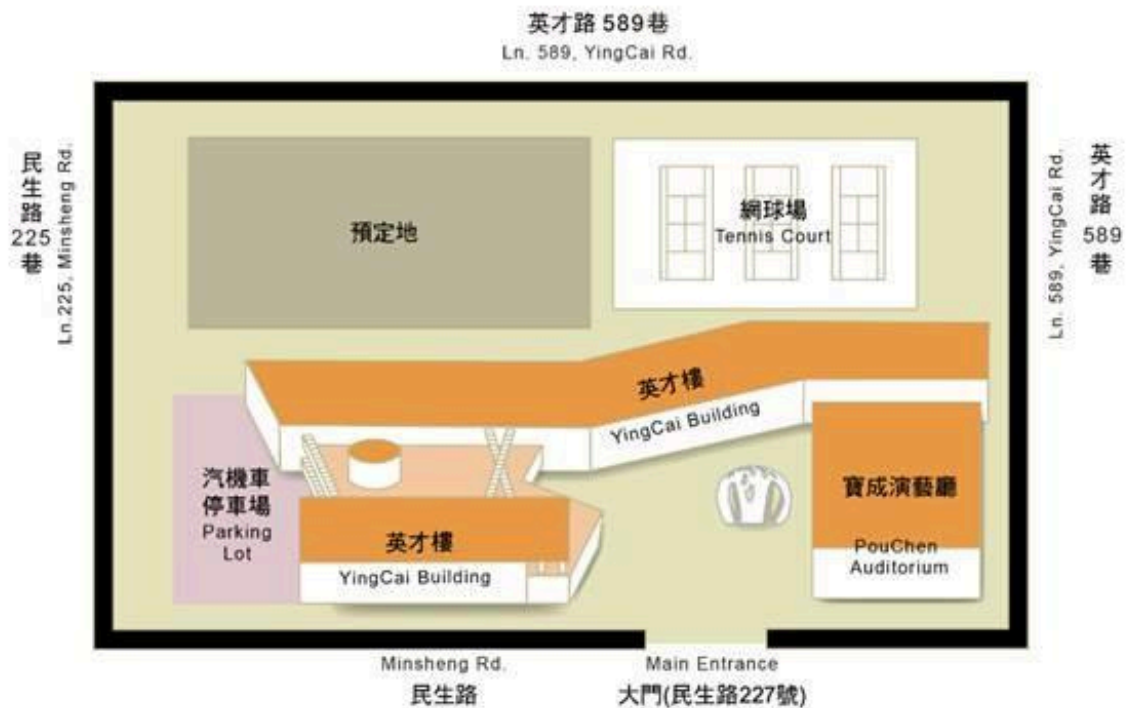 英才路 589 巷
Ln. 589, YingCai Rd.
民生路225巷
Ln.225, Minsheng Rd.
預定地
網球場
Tennis Court
英才路589巷
Ln. 589, YingCai Rd.
英才樓
YingCai Building
汽機車
停車場
Parking
Lot
英才樓
YingCai Building
寶成演藝廳
PouChen
Auditorium
Minsheng Rd.
民生路
Main Entrance
大門(民生路227號)